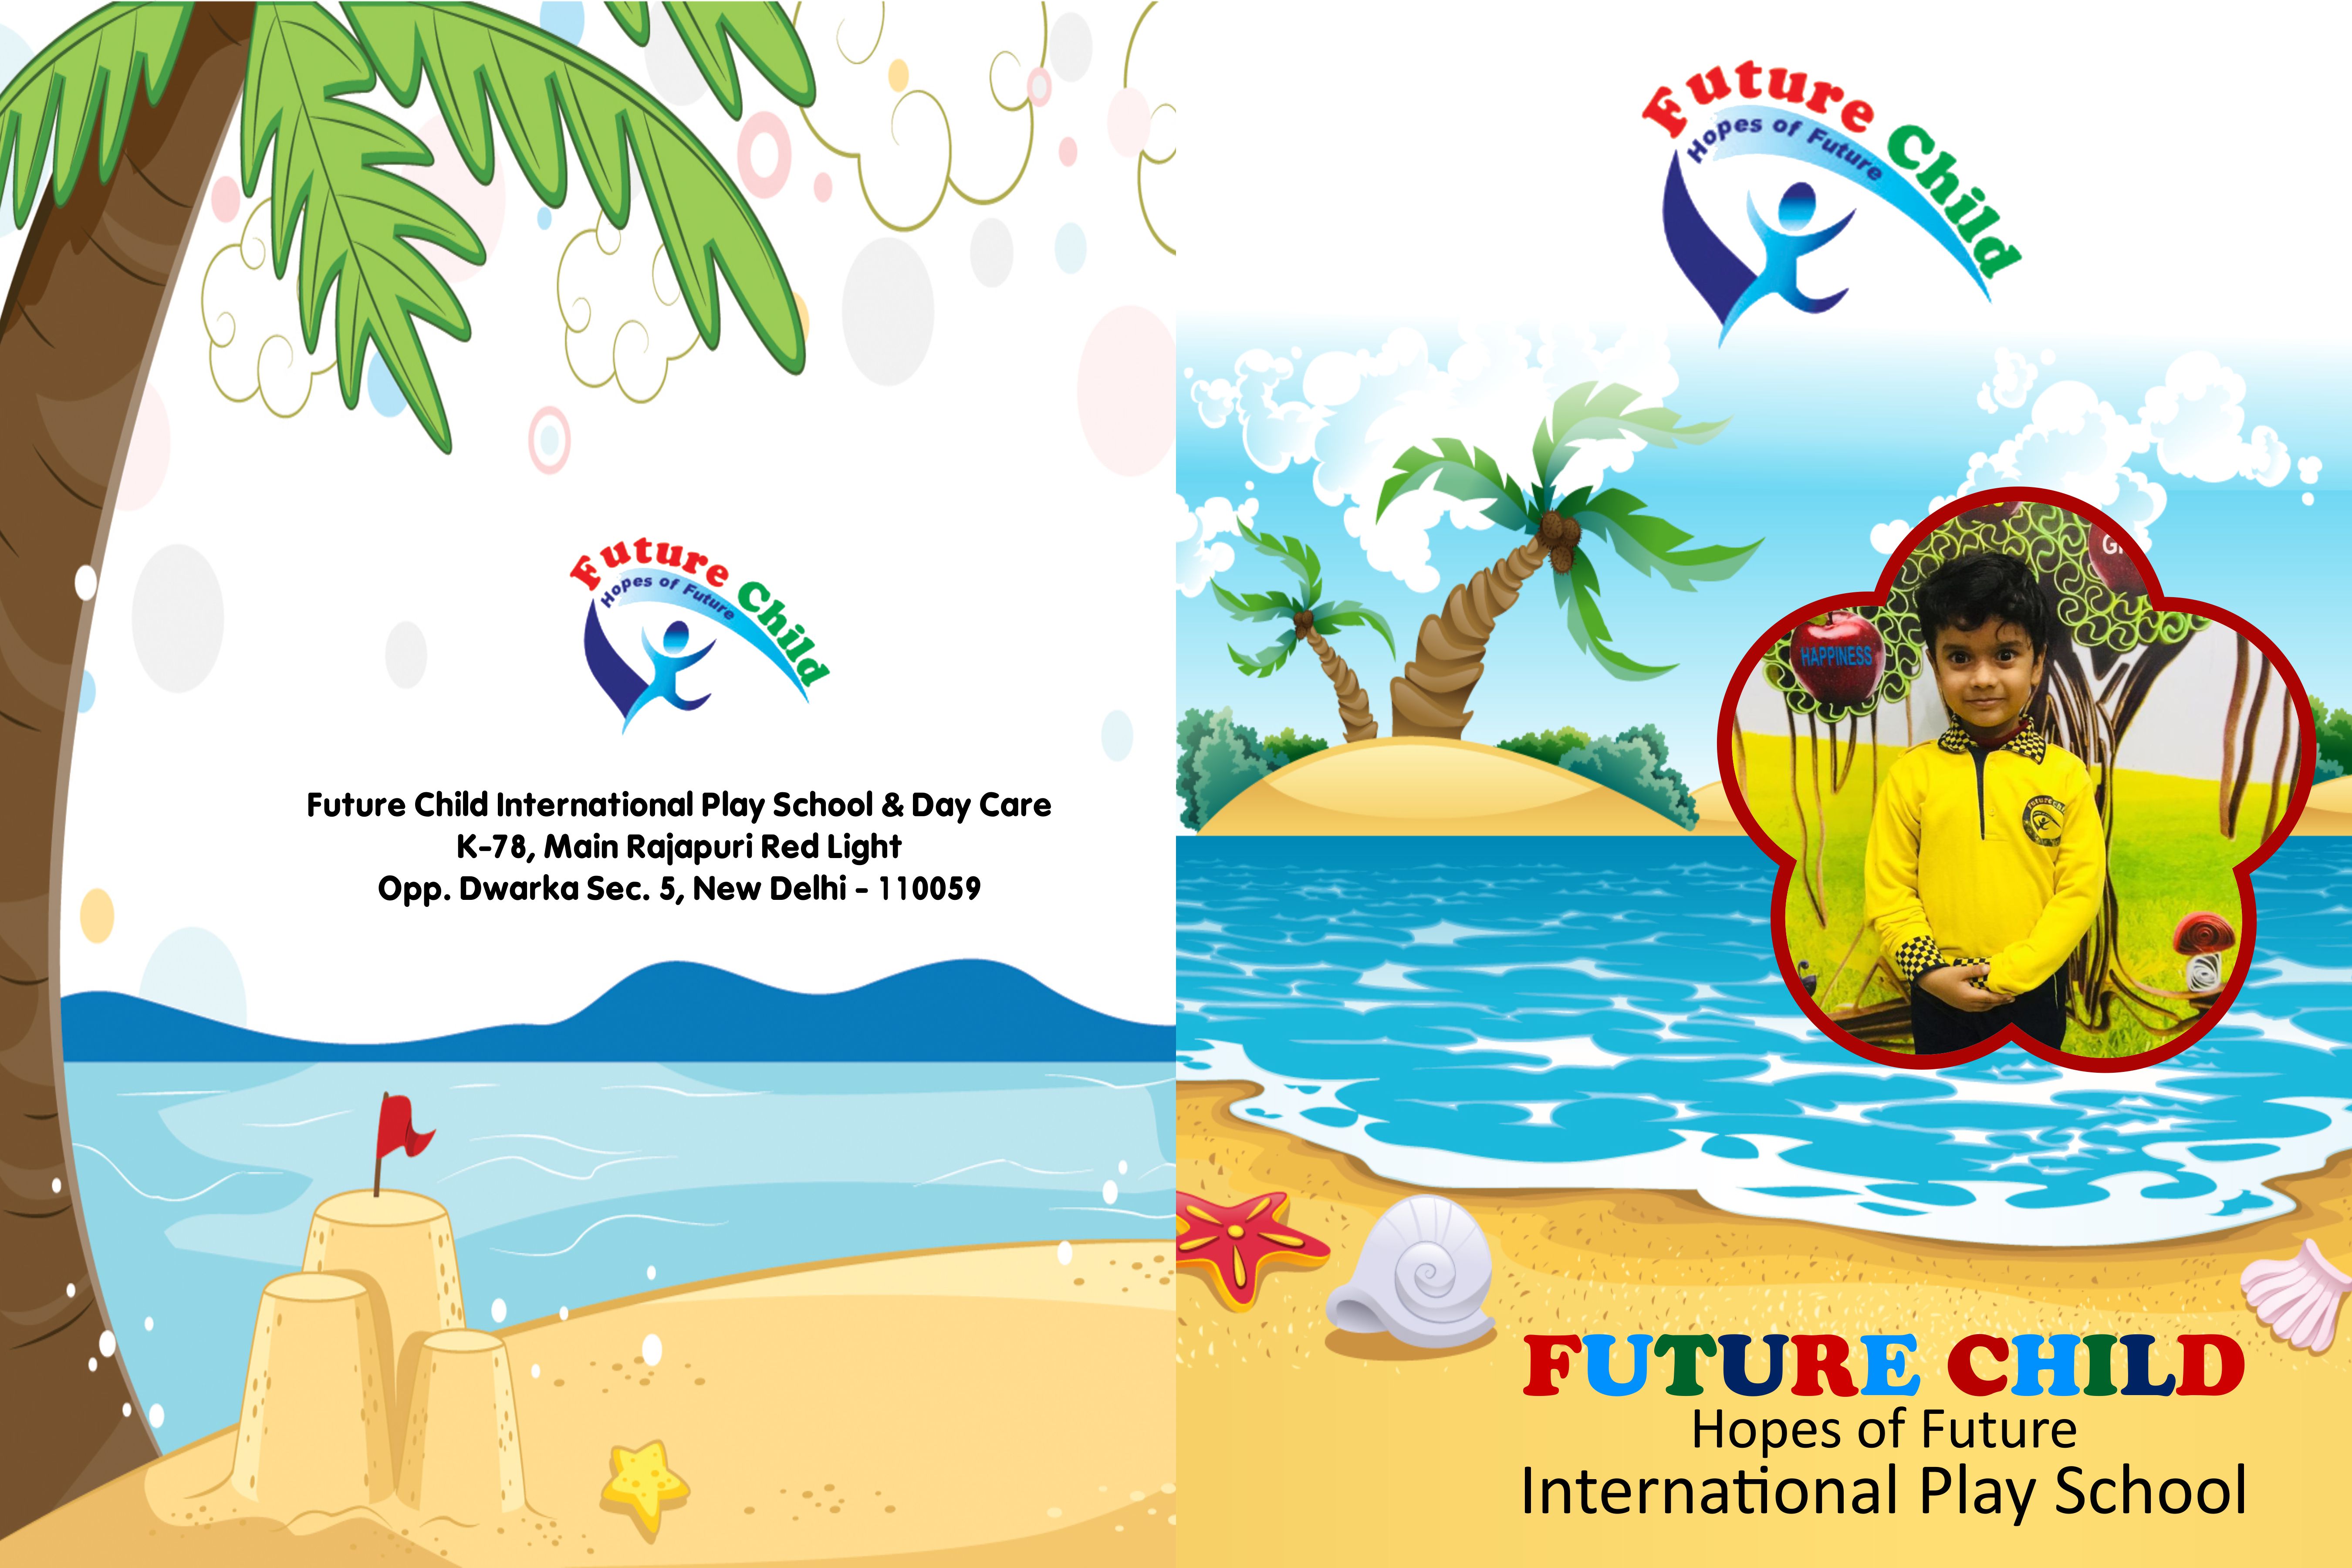 Future Child
Hopes of Future
Future Child International Play School & Day Care
K-78, Main Rajapuri Red Light
Opp. Dwarka Sec. 5, New Delhi - 110059
Future Child
Hopes of Future
HAPPINESS
FUTURE CHILD
Hopes of Future
International Play School